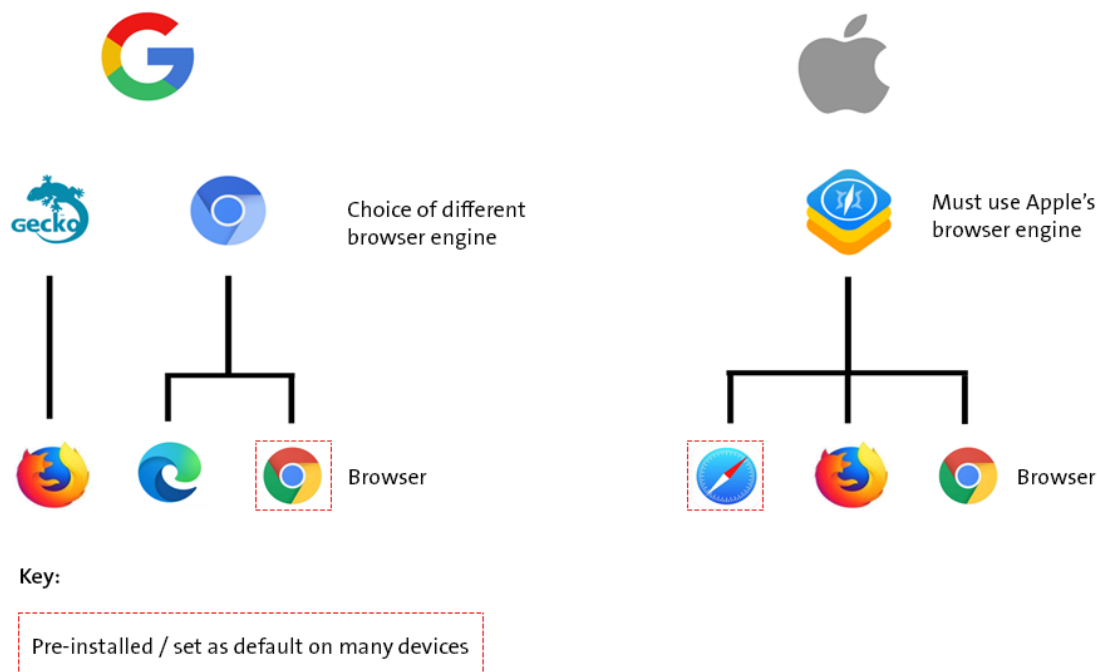 GECKO
Choice of different
browser engine
Must use Apple's
browser engine
Browser
Browser
Key:
Pre-installed / set as default on many devices